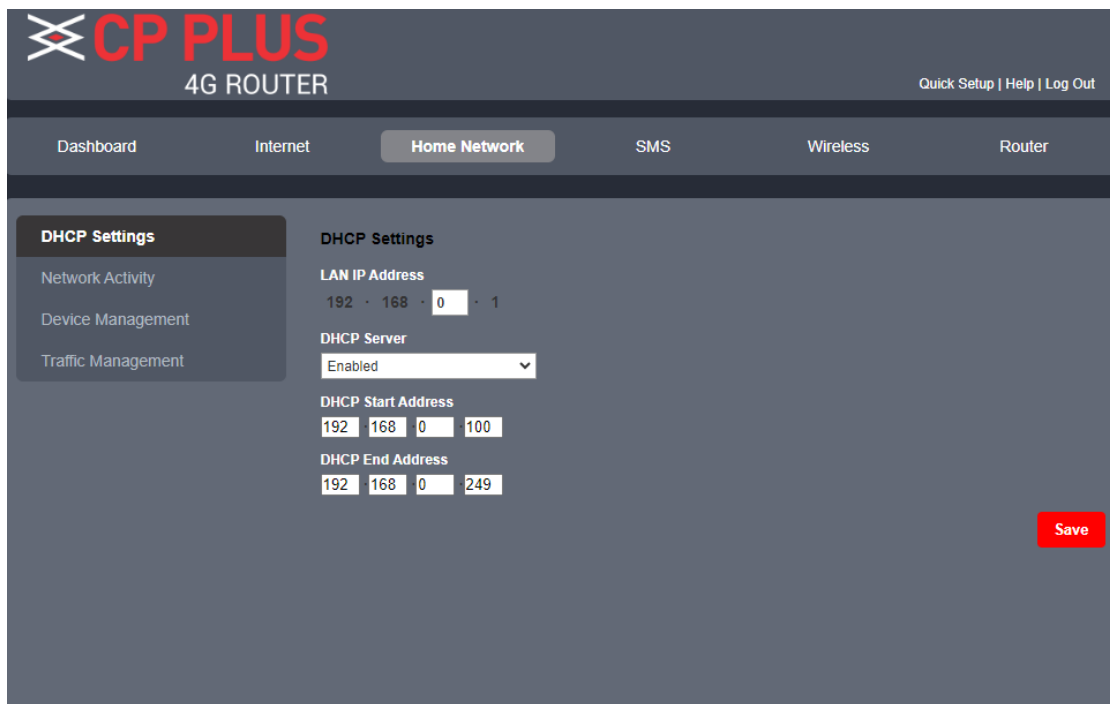 CP PLUS
4G ROUTER
Quick Setup | Help | Log Out
Dashboard Internet Home Network SMS Wireless Router
DHCP Settings
Network Activity
Device Management
Traffic Management
DHCP Settings
LAN IP Address
192 · 168 · 0 · 1
DHCP Server
Enabled
DHCP Start Address
192 · 168 · 0 · 100
DHCP End Address
192 · 168 · 0 · 249
Save